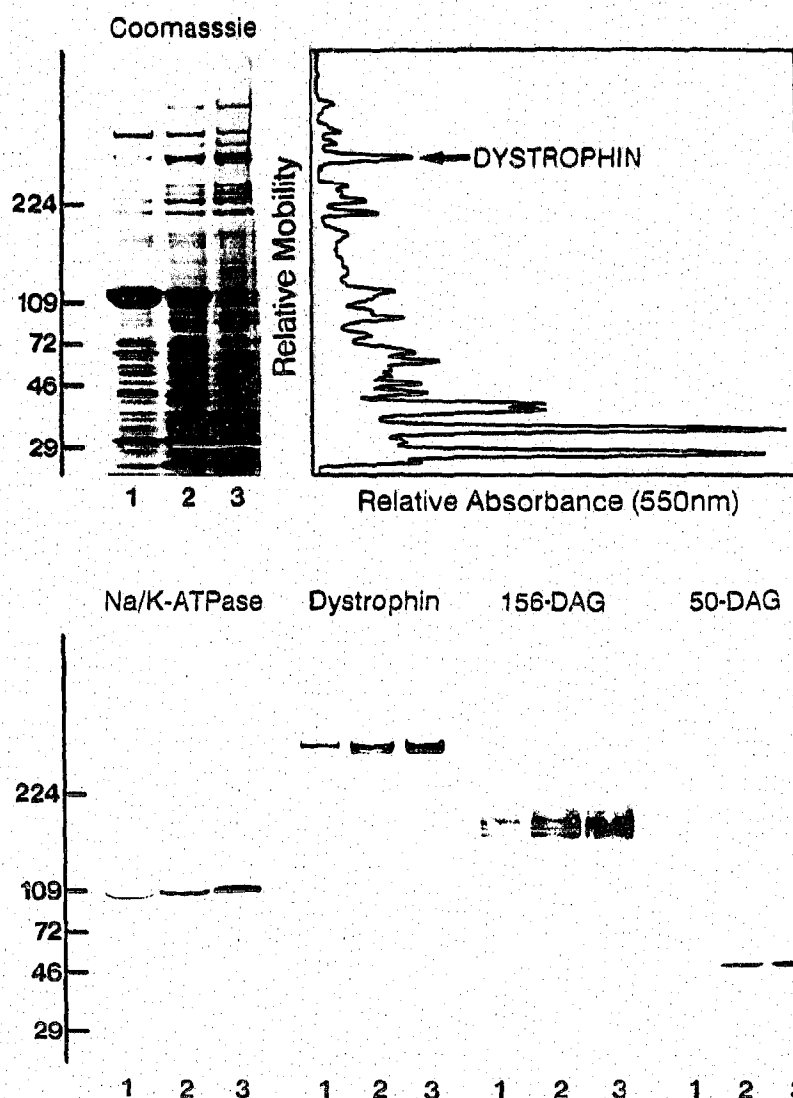 Coomasssie
224
109
72
46
29
1 2 3
Relative Mobility
DYSTROPHIN
Relative Absorbance (550nm)
Na/K-ATPase Dystrophin 156-DAG 50-DAG
224
109
72
46
29
1 2 3 1 2 3 1 2 3 1 2